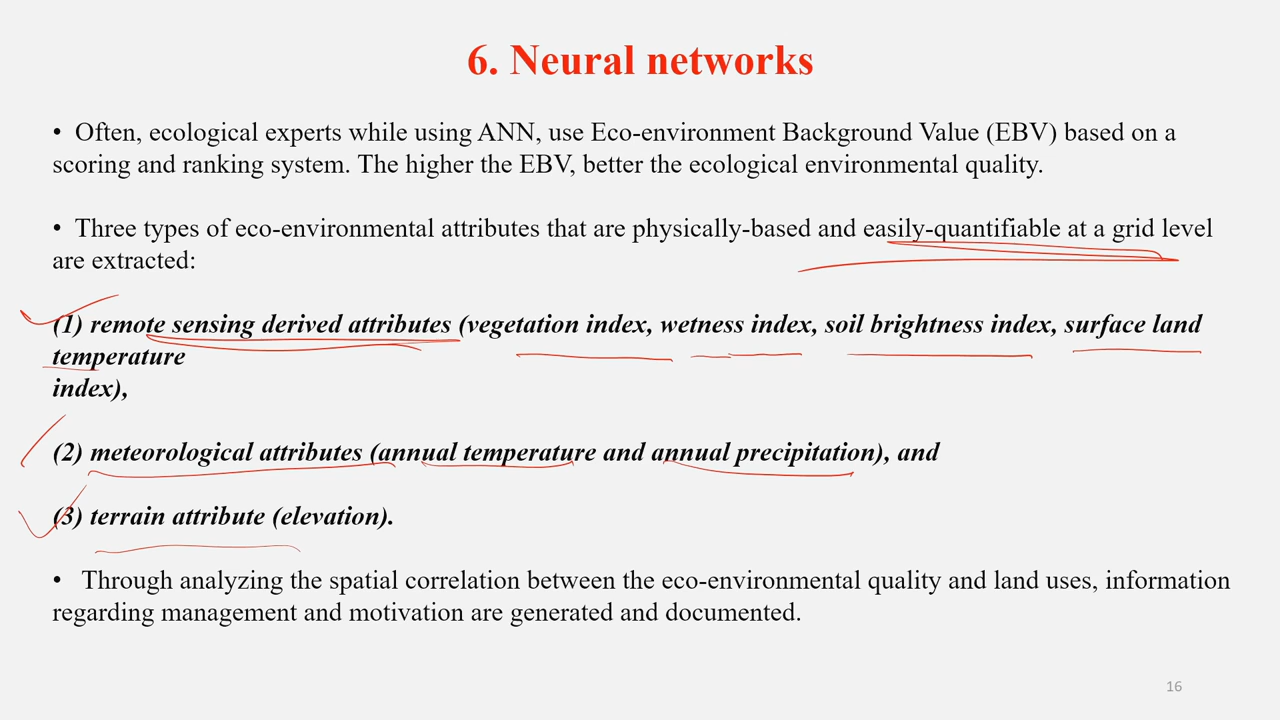 6. Neural networks
• Often, ecological experts while using ANN, use Eco-environment Background Value (EBV) based on a
scoring and ranking system. The higher the EBV, better the ecological environmental quality.
• Three types of eco-environmental attributes that are physically-based and easily-quantifiable at a grid level
are extracted:
(1) remote sensing derived attributes (vegetation index, wetness index, soil brightness index, surface land
temperature
index),
(2) meteorological attributes (annual temperature and annual precipitation), and
(3) terrain attribute (elevation).
• Through analyzing the spatial correlation between the eco-environmental quality and land uses, information
regarding management and motivation are generated and documented.
16